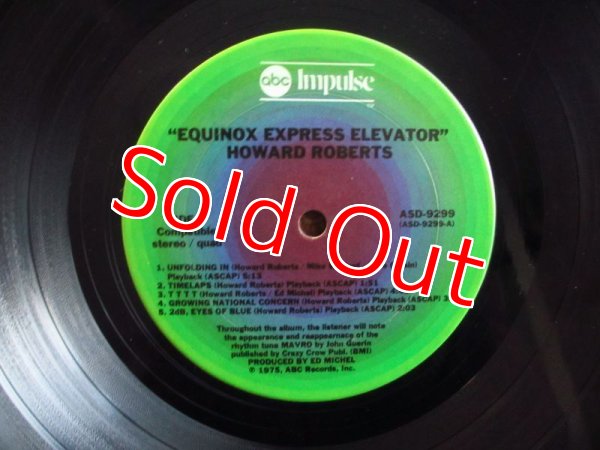 abc Impulse
"EQUINOX EXPRESS ELEVATOR"
HOWARD ROBERTS
Sold Out
ASD-9299
(ASD-9299-A)
Compatible
stereo / quad
1. UNFOLDING IN (Howard Roberts / Mike
Playback (ASCAP) 5:13
2. TIMELAPS (Howard Roberts) Playback (ASCAP) 1:51
3. T T T T (Howard Roberts / Ed Michel) Playback (ASCAP)
4. GROWING NATIONAL CONCERN (Howard Roberts) Playback (ASCAP)
5. 2dB. EYES OF BLUE (Howard Roberts) Playback (ASCAP) 2:03
Throughout the album, the listener will note
the appearance and reappearnace of the
rhythm tune MAVRO by John Guerin
published by Crazy Crow Publ. (BMI)
PRODUCED BY ED MICHEL
© 1975, ABC Records, Inc.